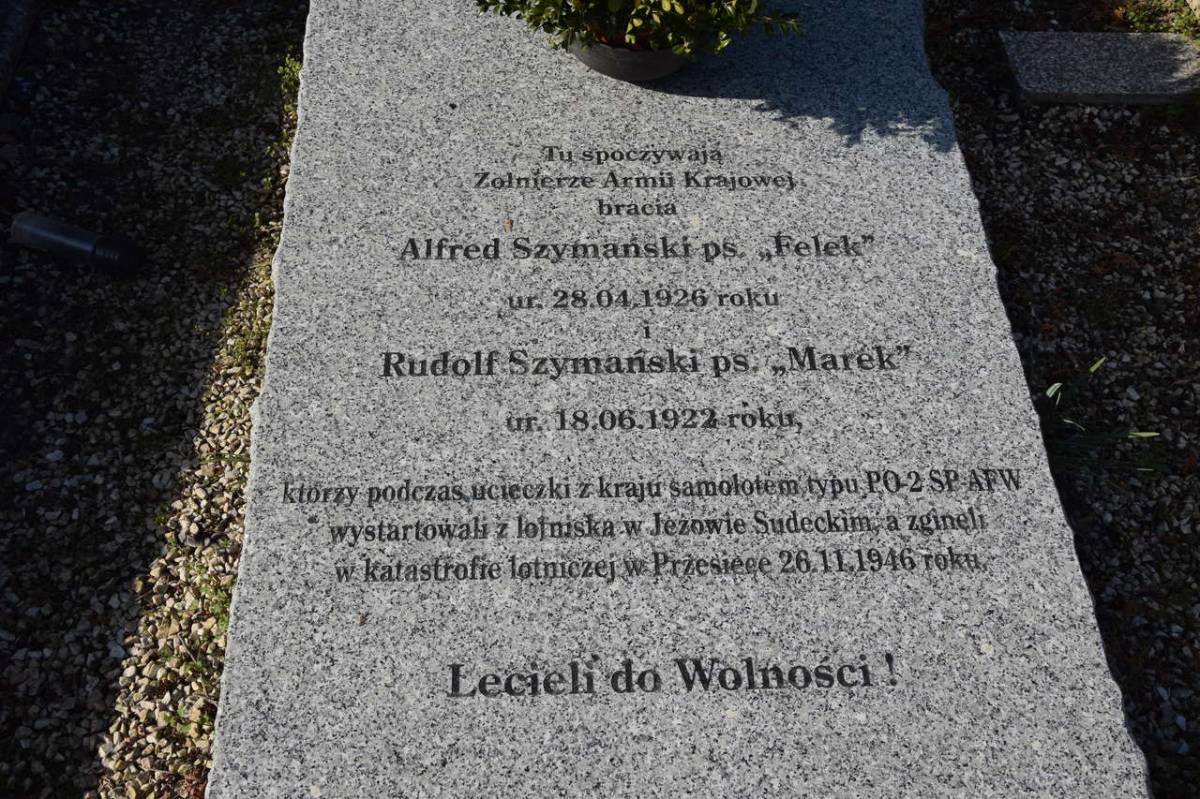 Tu spoczywają
Żołnierze Armii Krajowej
bracia
Alfred Szymański ps. „Felek”
ur. 28.04.1926 roku
i
Rudolf Szymański ps. „Marek”
ur. 18.06.1922 roku,
którzy podczas ucieczki z kraju samolotem typu PO-2 SP AFW
wystartowali z lotniska w Jeżowie Sudeckim, a zginęli
w katastrofie lotniczej w Przesiece 26.11.1946 roku.
Lecieli do Wolności !